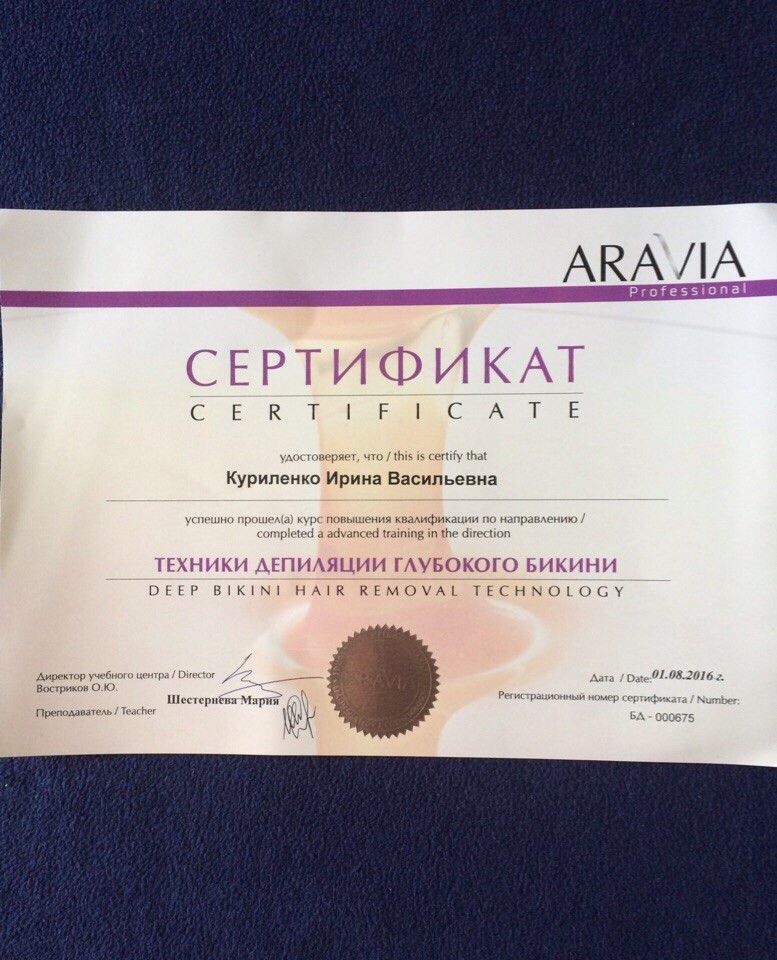 ARAVIA
Professional
СЕРТИФИКАТ
CERTIFICATE
удостоверяет, что / this is certify that
Куриленко Ирина Васильевна
успешно прошел(а) курс повышения квалификации по направлению /
completed a advanced training in the direction
ТЕХНИКИ ДЕПИЛЯЦИИ ГЛУБОКОГО БИКИНИ
DEEP BIKINI HAIR REMOVAL TECHNOLOGY
Директор учебного центра / Director
Востриков О.Ю.
Шестернева Мария
Преподаватель / Teacher
ARAVIA
Дата / Date: 01.08.2016 г.
Регистрационный номер сертификата / Number:
БД - 000675